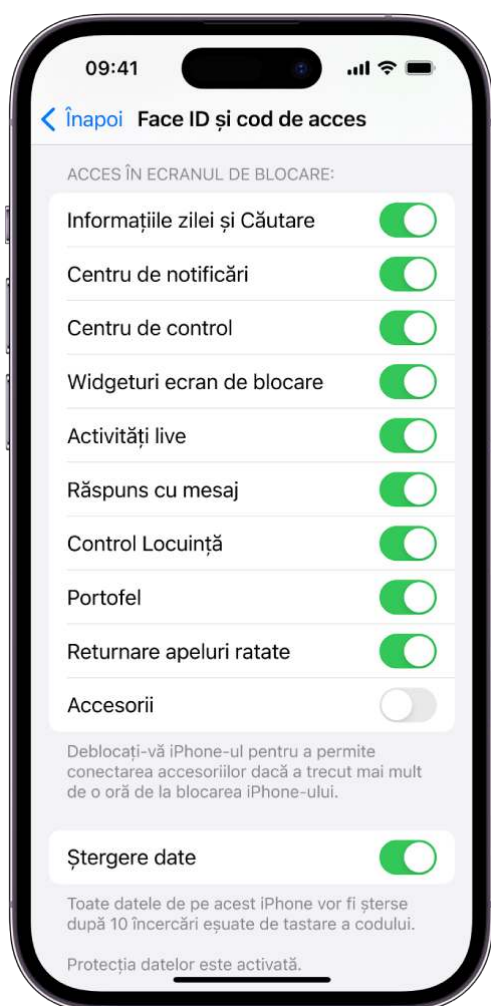 09:41
Înapoi Face ID și cod de acces
ACCES ÎN ECRANUL DE BLOCARE:
Informațiile zilei și Căutare
Centru de notificări
Centru de control
Widgeturi ecran de blocare
Activități live
Răspuns cu mesaj
Control Locuință
Portofel
Returnare apeluri ratate
Accesorii
Deblocați-vă iPhone-ul pentru a permite
conectarea accesoriilor dacă a trecut mai mult
de o oră de la blocarea iPhone-ului.
Ștergere date
Toate datele de pe acest iPhone vor fi șterse
după 10 încercări eșuate de tastare a codului.
Protecția datelor este activată.